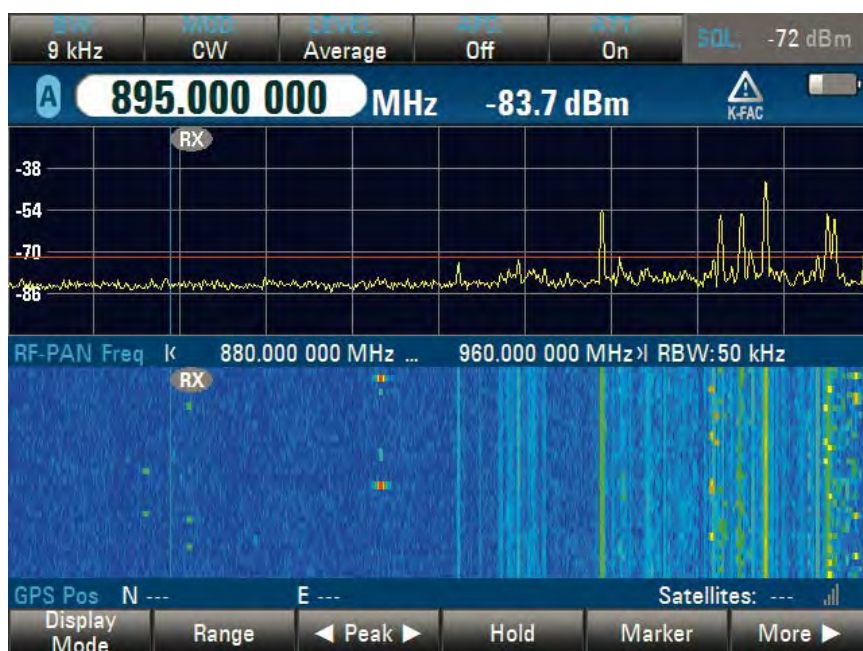 BW: MOD: LEVEL: AFC: ATT:
9 kHz CW Average Off On SQL: -72 dBm
A 895.000 000 MHz -83.7 dBm K-FAC
RX
-38
-54
-70
-86
RF-PAN Freq 880.000 000 MHz ... 960.000 000 MHz RBW:50 kHz
RX
GPS Pos N --- E --- Satellites: ---
Display Mode Range ◀ Peak ▶ Hold Marker More ▶